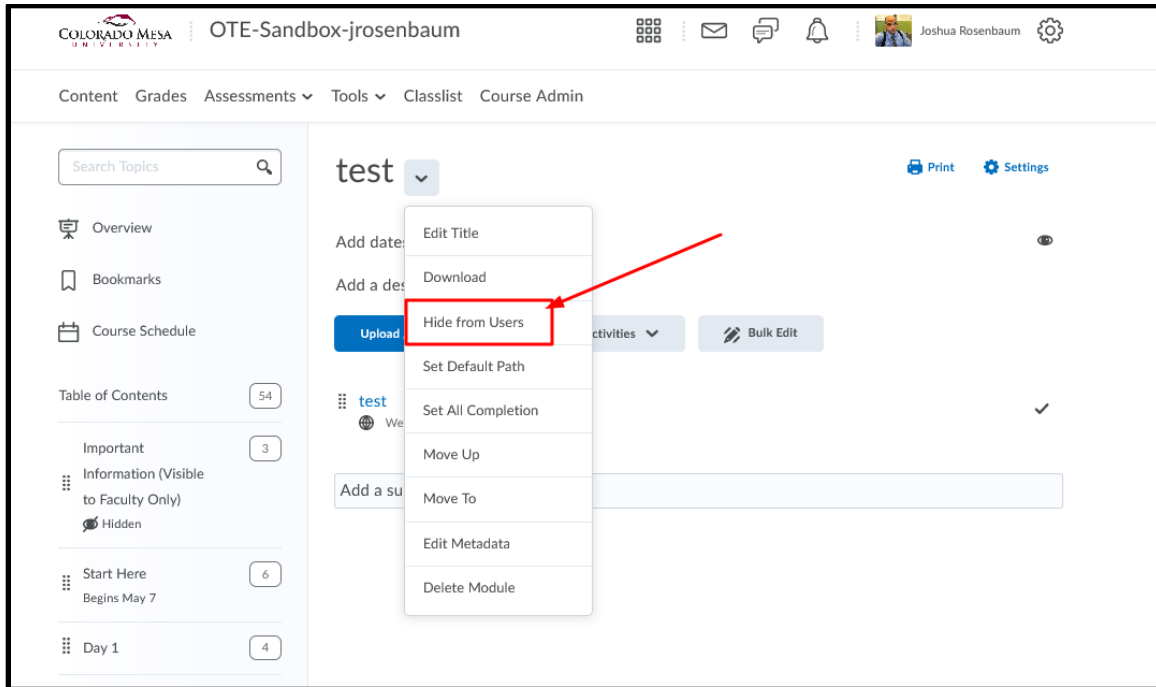 COLORADO MESA
UNIVERSITY
OTE-Sandbox-jrosenbaum
Joshua Rosenbaum
Content Grades Assessments Tools Classlist Course Admin
Search Topics
test
Print
Settings
Overview
Bookmarks
Course Schedule
Table of Contents 54
Important 3
Information (Visible
to Faculty Only)
Hidden
Start Here 6
Begins May 7
Day 1 4
Add dates
Add a des
Upload
ctivities
Bulk Edit
test
We
Add a su
Edit Title
Download
Hide from Users
Set Default Path
Set All Completion
Move Up
Move To
Edit Metadata
Delete Module